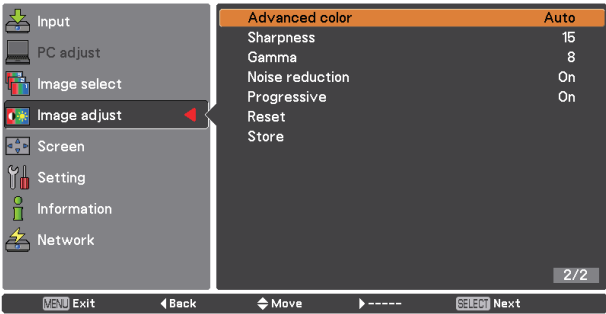 Input
PC adjust
Image select
Image adjust
Screen
Setting
Information
Network
Advanced color Auto
Sharpness 15
Gamma 8
Noise reduction On
Progressive On
Reset
Store
2/2
MENU Exit Back Move ----- SELECT Next